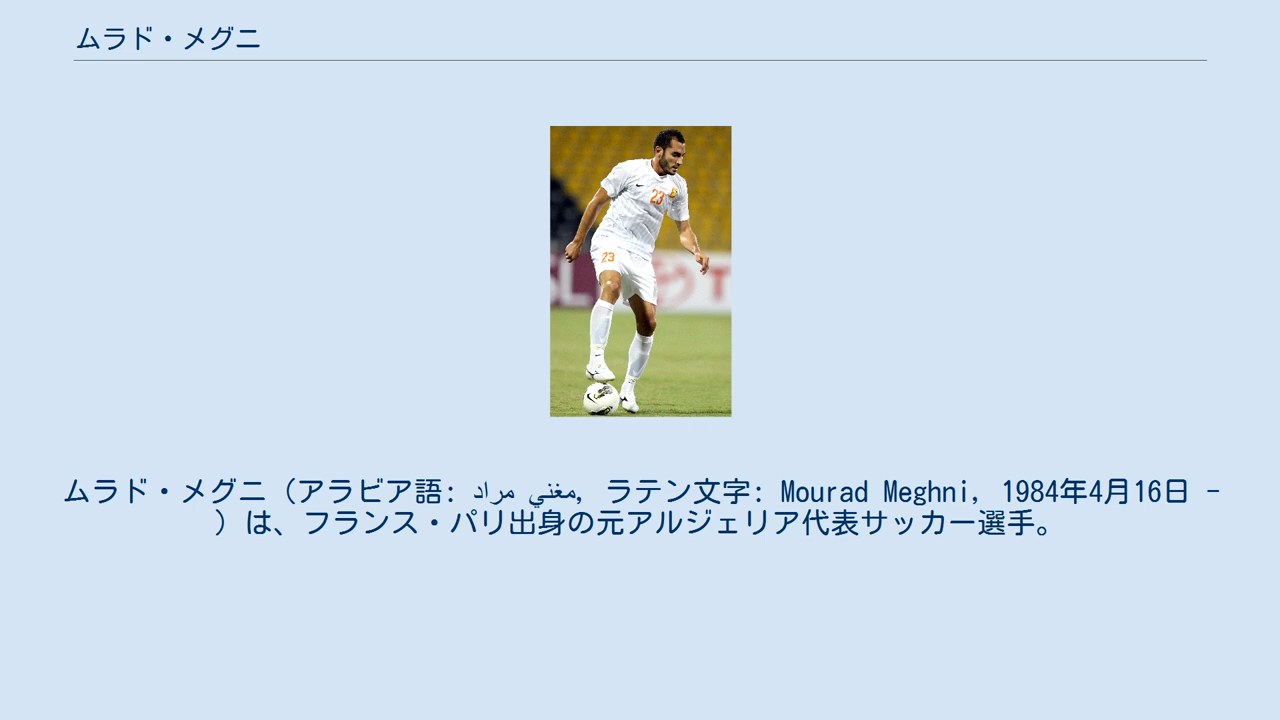 ムラド・メグニ
23
23
ムラド・メグニ（アラビア語: مغني مراد, ラテン文字: Mourad Meghni, 1984年4月16日 -
）は、フランス・パリ出身の元アルジェリア代表サッカー選手。